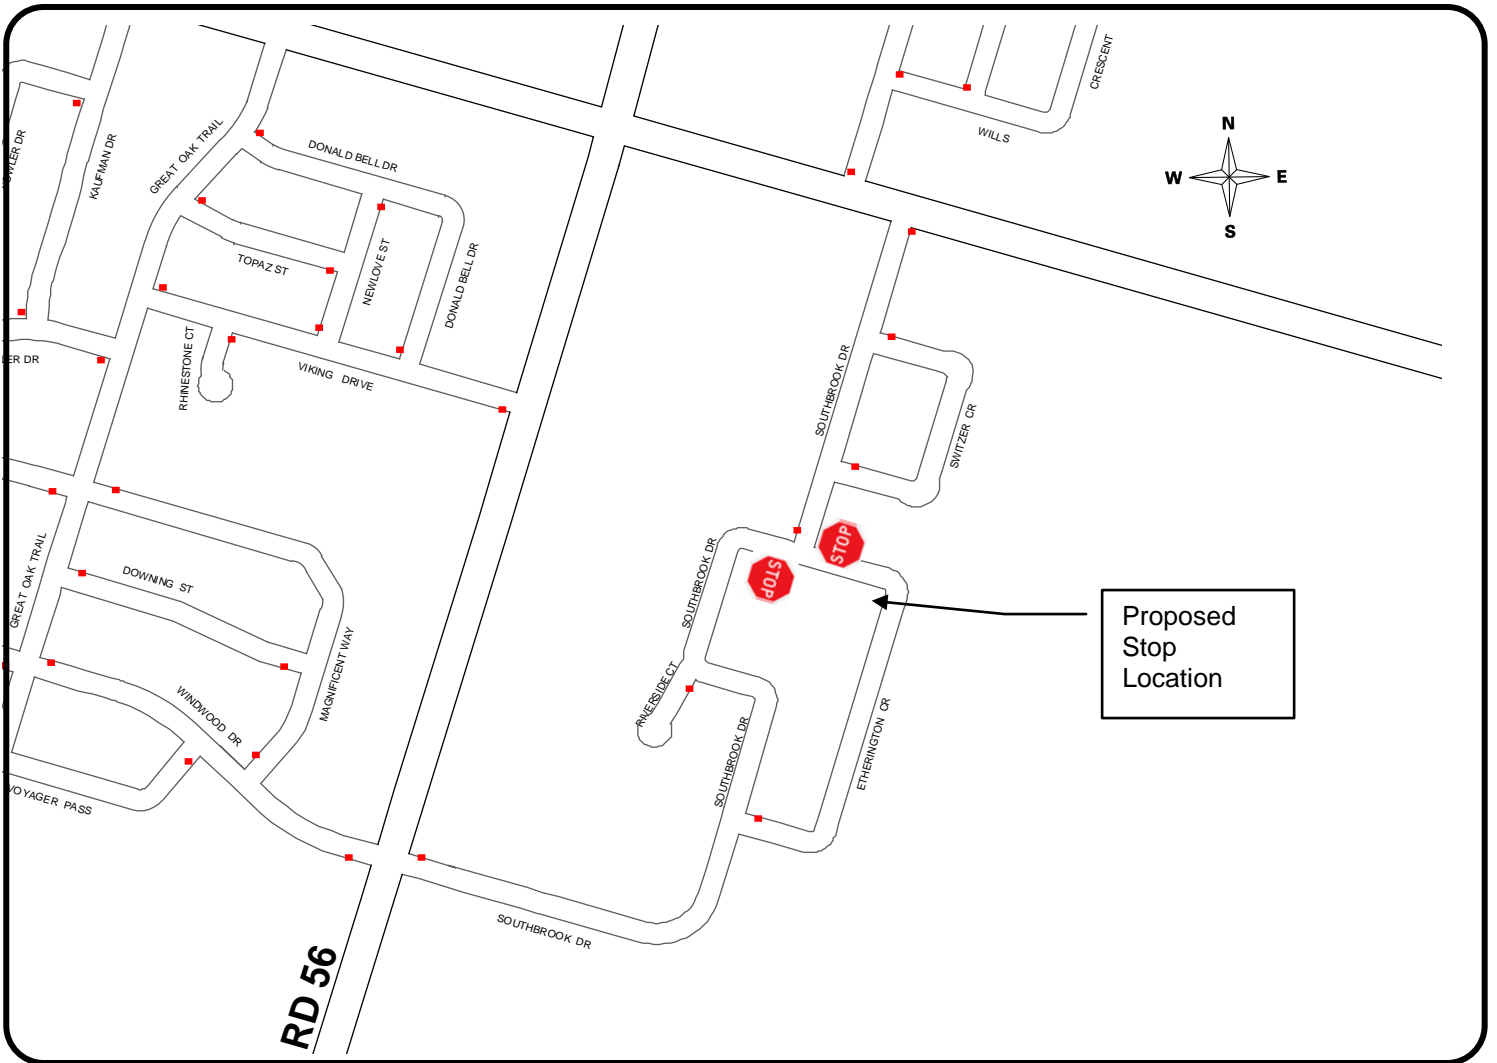 CRESCENT
WILLS
N
W E
S
KAUFMAN DR
GREAT OAK TRAIL
DONALD BELL DR
TOPAZ ST
NEWLOVE ST
DONALD BELL DR
RHINESTONE CT
VIKING DRIVE
ER DR
SOUTHBROOK DR
SWITZER CR
STOP
STOP
SOUTHBROOK DR
GREAT OAK TRAIL
DOWNING ST
MAGNIFICENT WAY
WINDWOOD DR
VOYAGER PASS
RIVERSIDE CT
SOUTHBROOK DR
ETHERINGTON CR
Proposed
Stop
Location
SOUTHBROOK DR
RD 56